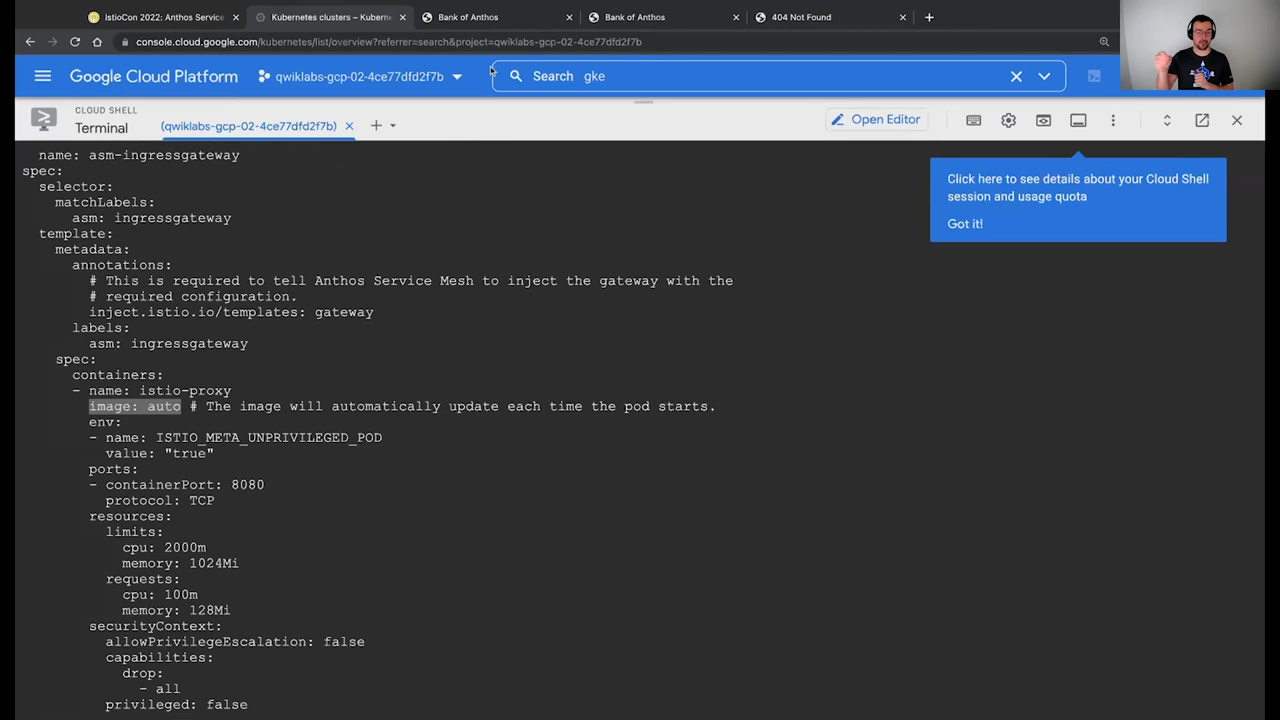 IstioCon 2022: Anthos Service
Kubernetes clusters – Kubern
Bank of Anthos
Bank of Anthos
404 Not Found
console.cloud.google.com/kubernetes/list/overview?referrer=search&project=qwiklabs-gcp-02-4ce77dfd2f7b
Google Cloud Platform
qwiklabs-gcp-02-4ce77dfd2f7b
Search gke
CLOUD SHELL
Terminal
(qwiklabs-gcp-02-4ce77dfd2f7b)
Open Editor
Click here to see details about your Cloud Shell
session and usage quota
Got it!
name: asm-ingressgateway
spec:
selector:
matchLabels:
asm: ingressgateway
template:
metadata:
annotations:
# This is required to tell Anthos Service Mesh to inject the gateway with the
# required configuration.
inject.istio.io/templates: gateway
labels:
asm: ingressgateway
spec:
containers:
- name: istio-proxy
image: auto # The image will automatically update each time the pod starts.
env:
- name: ISTIO_META_UNPRIVILEGED_POD
value: "true"
ports:
- containerPort: 8080
protocol: TCP
resources:
limits:
cpu: 2000m
memory: 1024Mi
requests:
cpu: 100m
memory: 128Mi
securityContext:
allowPrivilegeEscalation: false
capabilities:
drop:
- all
privileged: false